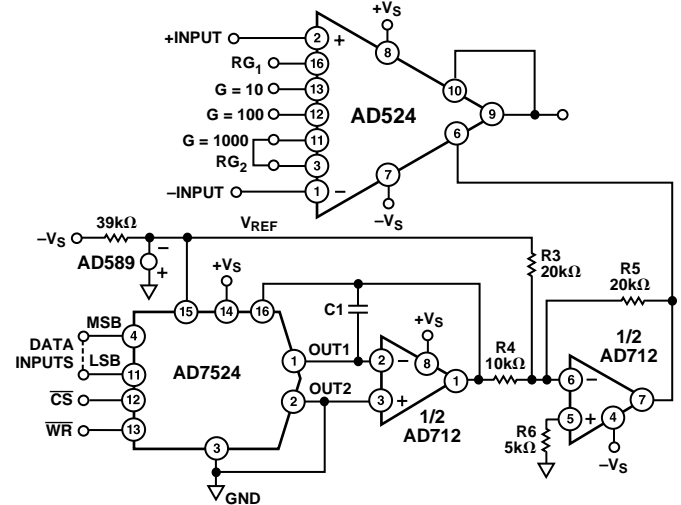 +INPUT
RG1
G = 10
G = 100
G = 1000
RG2
–INPUT
2
+
16
13
12
11
3
1
–
+VS
8
10
9
6
7
–VS
AD524
–VS
39kΩ
VREF
AD589
–
+
+VS
15
14
16
C1
R3
20kΩ
R5
20kΩ
DATA
INPUTS
MSB
LSB
CS
WR
4
11
12
13
AD7524
1
2
3
OUT1
OUT2
GND
2
–
3
+
+VS
8
1
1/2
AD712
R4
10kΩ
1/2
AD712
6
–
5
+
7
4
–VS
R6
5kΩ